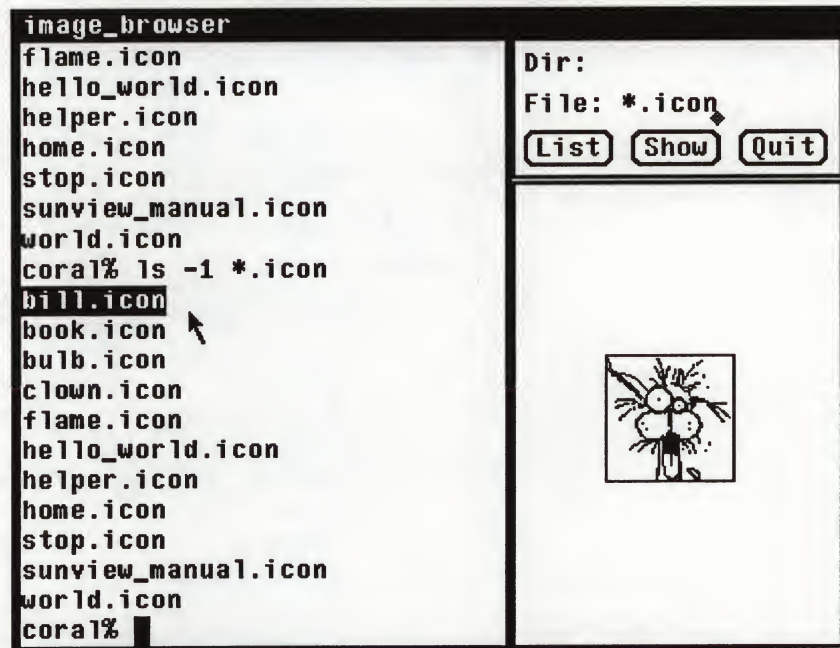 image_browser
flame.icon
hello_world.icon
helper.icon
home.icon
stop.icon
sunview_manual.icon
world.icon
coral% ls -1 *.icon
bill.icon
book.icon
bulb.icon
clown.icon
flame.icon
hello_world.icon
helper.icon
home.icon
stop.icon
sunview_manual.icon
world.icon
coral%
Dir:
File: *.icon
List Show Quit